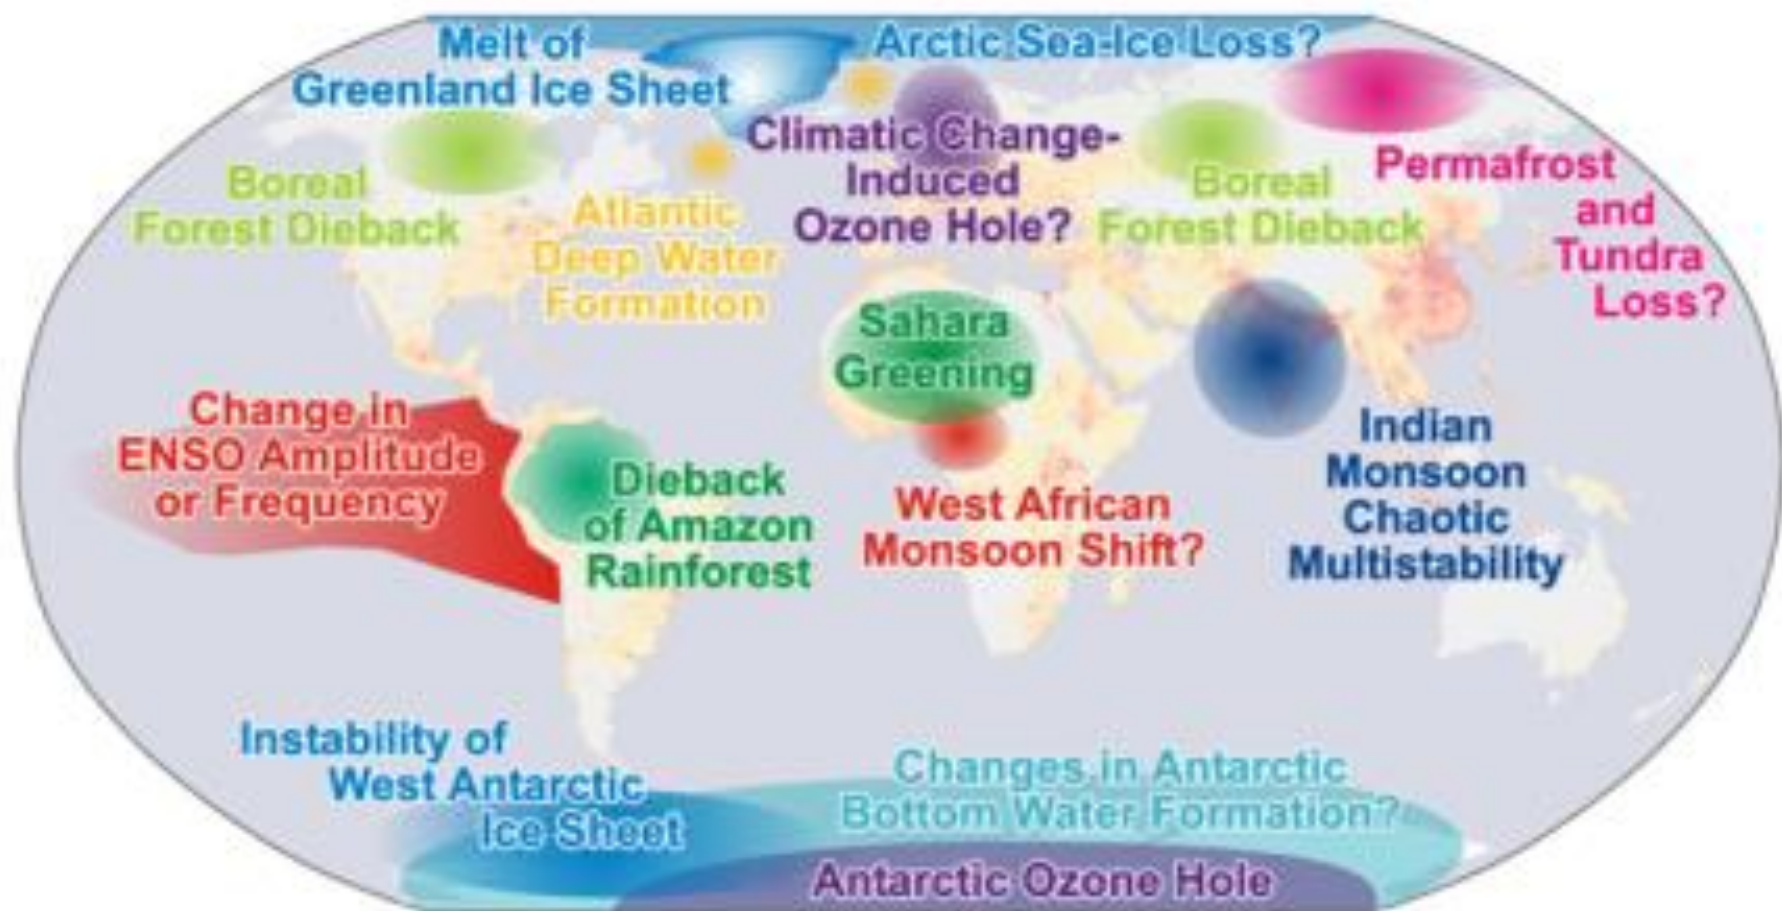 Melt of
Greenland Ice Sheet
Arctic Sea-Ice Loss?
Climatic Change-
Induced
Ozone Hole?
Boreal
Forest Dieback
Atlantic
Deep Water
Formation
Boreal
Forest Dieback
Permafrost
and
Tundra
Loss?
Sahara
Greening
Change in
ENSO Amplitude
or Frequency
Dieback
of Amazon
Rainforest
West African
Monsoon Shift?
Indian
Monsoon
Chaotic
Multistability
Instability of
West Antarctic
Ice Sheet
Changes in Antarctic
Bottom Water Formation?
Antarctic Ozone Hole